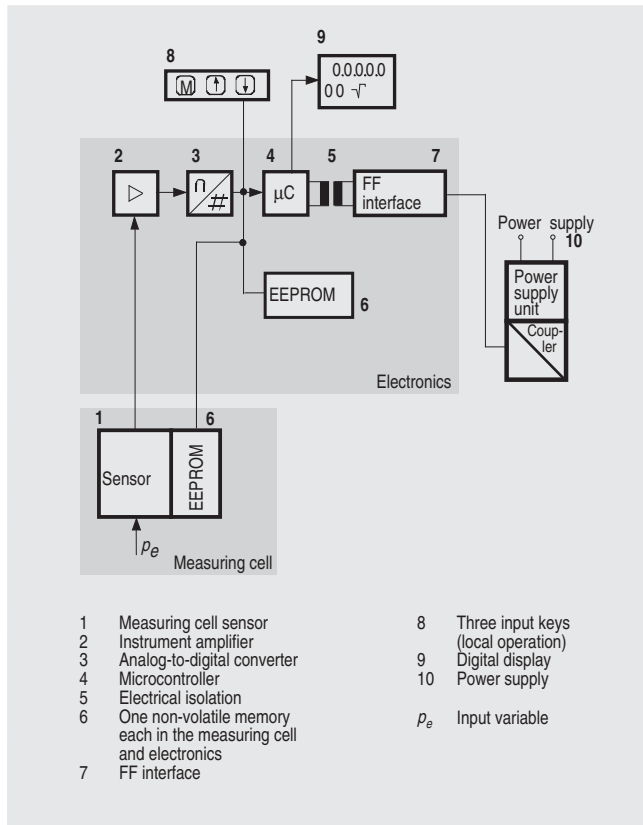 8
9
M ↑ ↓
0.0.0.0.0
0 0
2
3
4
5
7
∩
#
µC
FF
interface
Power supply
10
Power
supply
unit
Coup-
ler
EEPROM
6
Electronics
1
6
Sensor
EEPROM
pe
Measuring cell
1 Measuring cell sensor
2 Instrument amplifier
3 Analog-to-digital converter
4 Microcontroller
5 Electrical isolation
6 One non-volatile memory
each in the measuring cell
and electronics
7 FF interface
8 Three input keys
(local operation)
9 Digital display
10 Power supply
pe Input variable